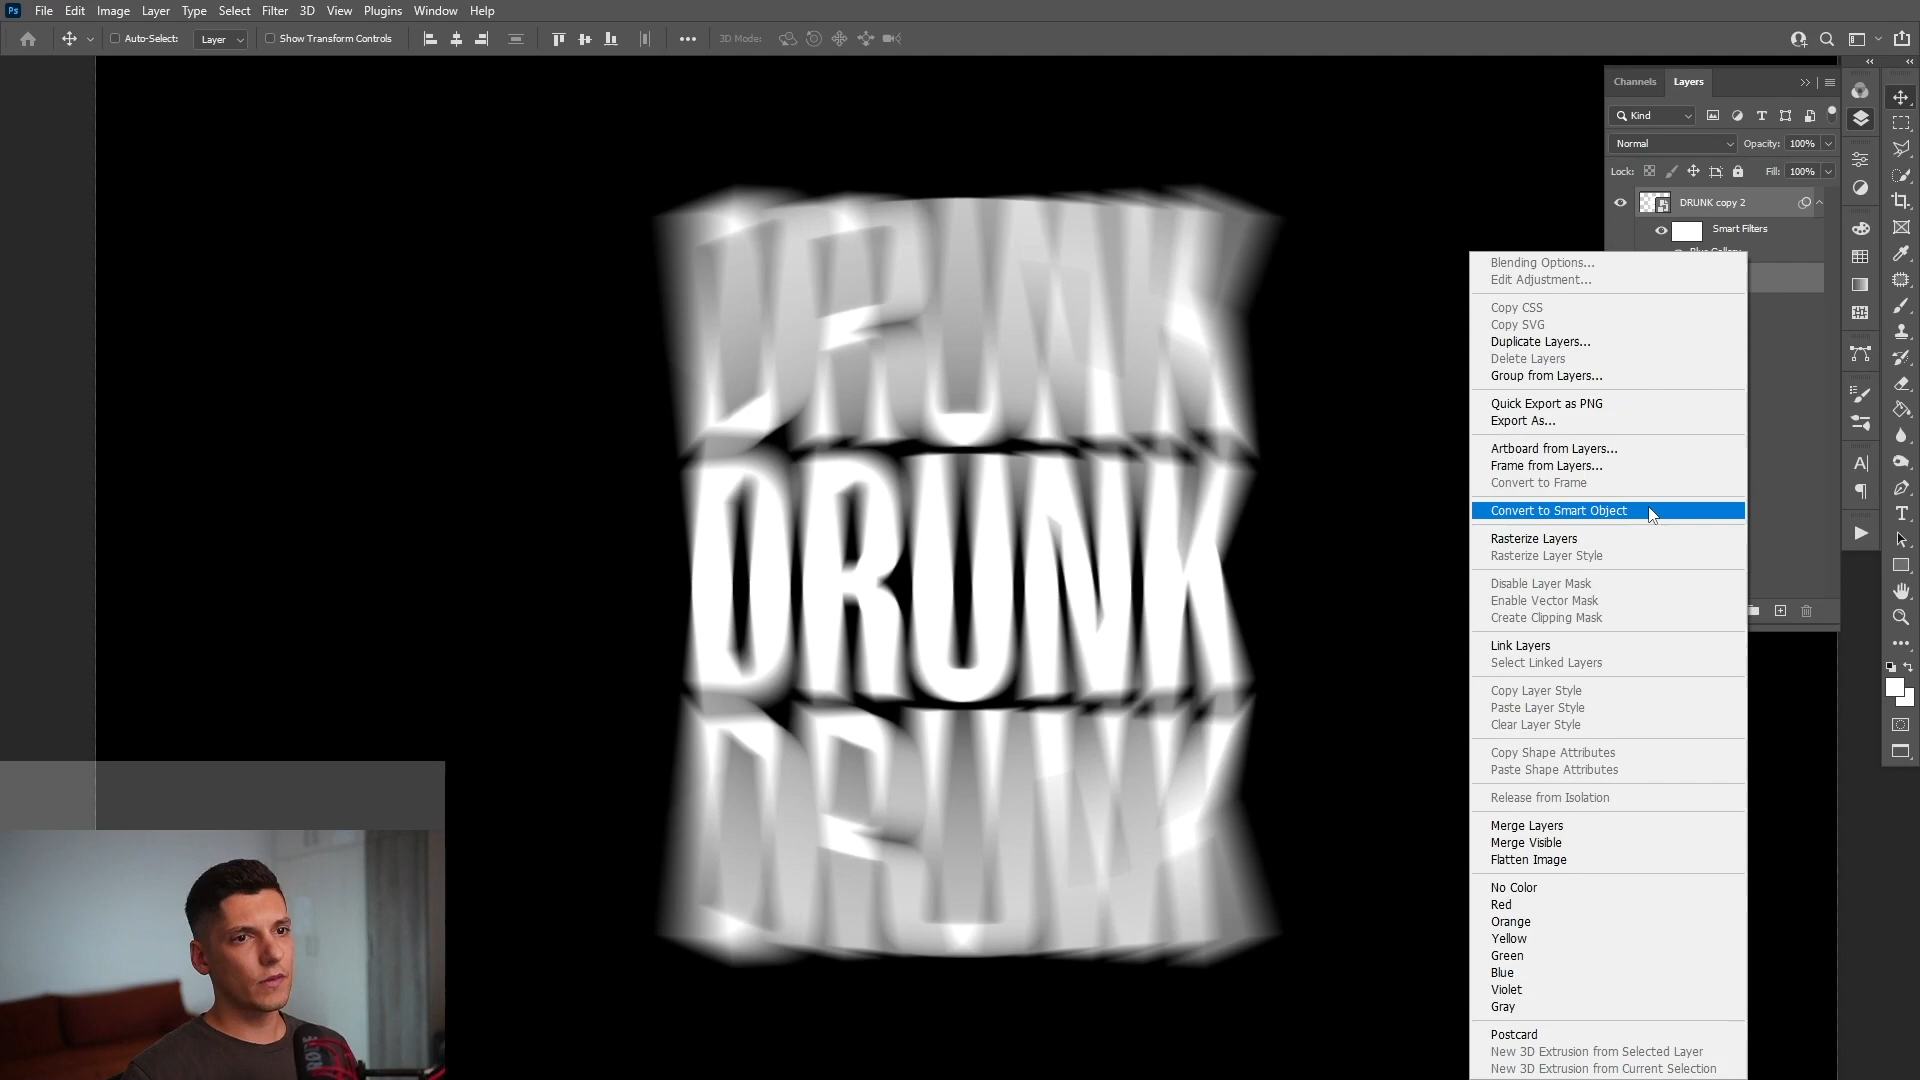 Ps File Edit Image Layer Type Select Filter 3D View Plugins Window Help
Auto-Select: Layer Show Transform Controls 3D Mode:
Channels Layers
Kind
Normal Opacity: 100%
Lock: Fill: 100%
DRUNK copy 2
Smart Filters
Blur Gallery
Blending Options...
Edit Adjustment...
Copy CSS
Copy SVG
Duplicate Layers...
Delete Layers
Group from Layers...
Quick Export as PNG
Export As...
Artboard from Layers...
Frame from Layers...
Convert to Frame
Convert to Smart Object
Rasterize Layers
Rasterize Layer Style
Disable Layer Mask
Enable Vector Mask
Create Clipping Mask
Link Layers
Select Linked Layers
Copy Layer Style
Paste Layer Style
Clear Layer Style
Copy Shape Attributes
Paste Shape Attributes
Release from Isolation
Merge Layers
Merge Visible
Flatten Image
No Color
Red
Orange
Yellow
Green
Blue
Violet
Gray
Postcard
New 3D Extrusion from Selected Layer
New 3D Extrusion from Current Selection
DRUNK
DRUNK
DRUNK
RODE